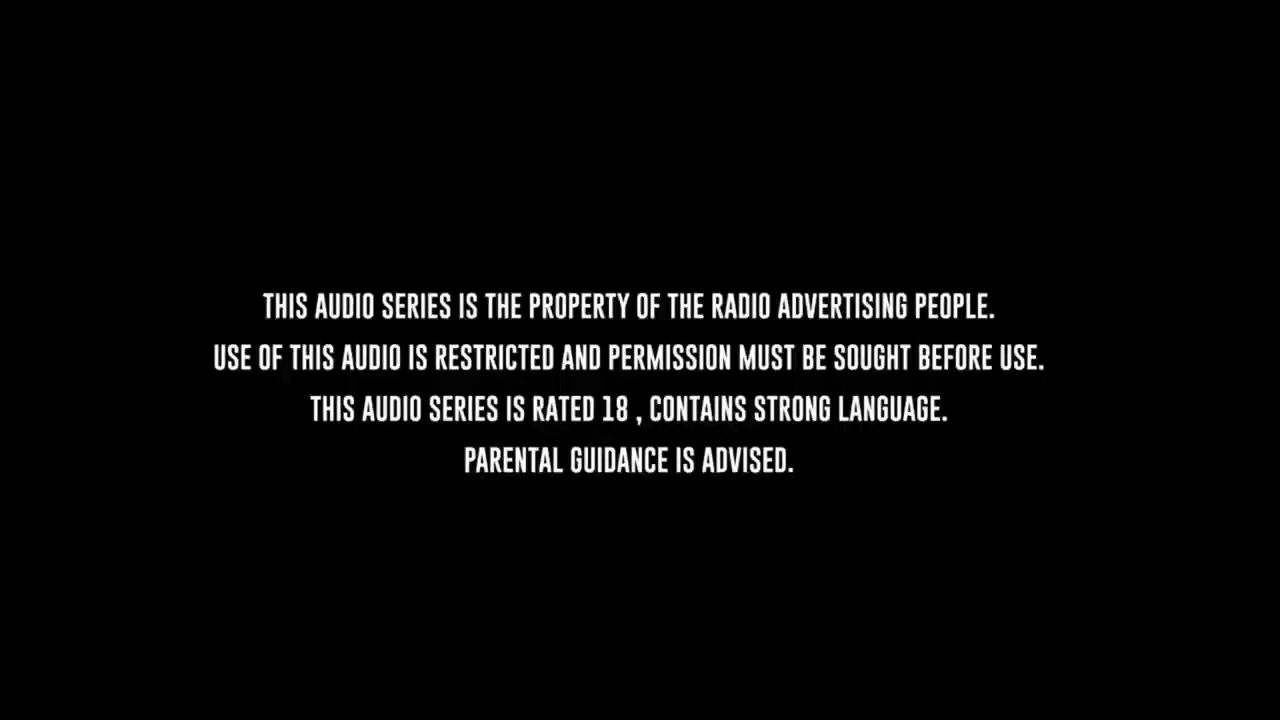 THIS AUDIO SERIES IS THE PROPERTY OF THE RADIO ADVERTISING PEOPLE.
USE OF THIS AUDIO IS RESTRICTED AND PERMISSION MUST BE SOUGHT BEFORE USE.
THIS AUDIO SERIES IS RATED 18 , CONTAINS STRONG LANGUAGE.
PARENTAL GUIDANCE IS ADVISED.